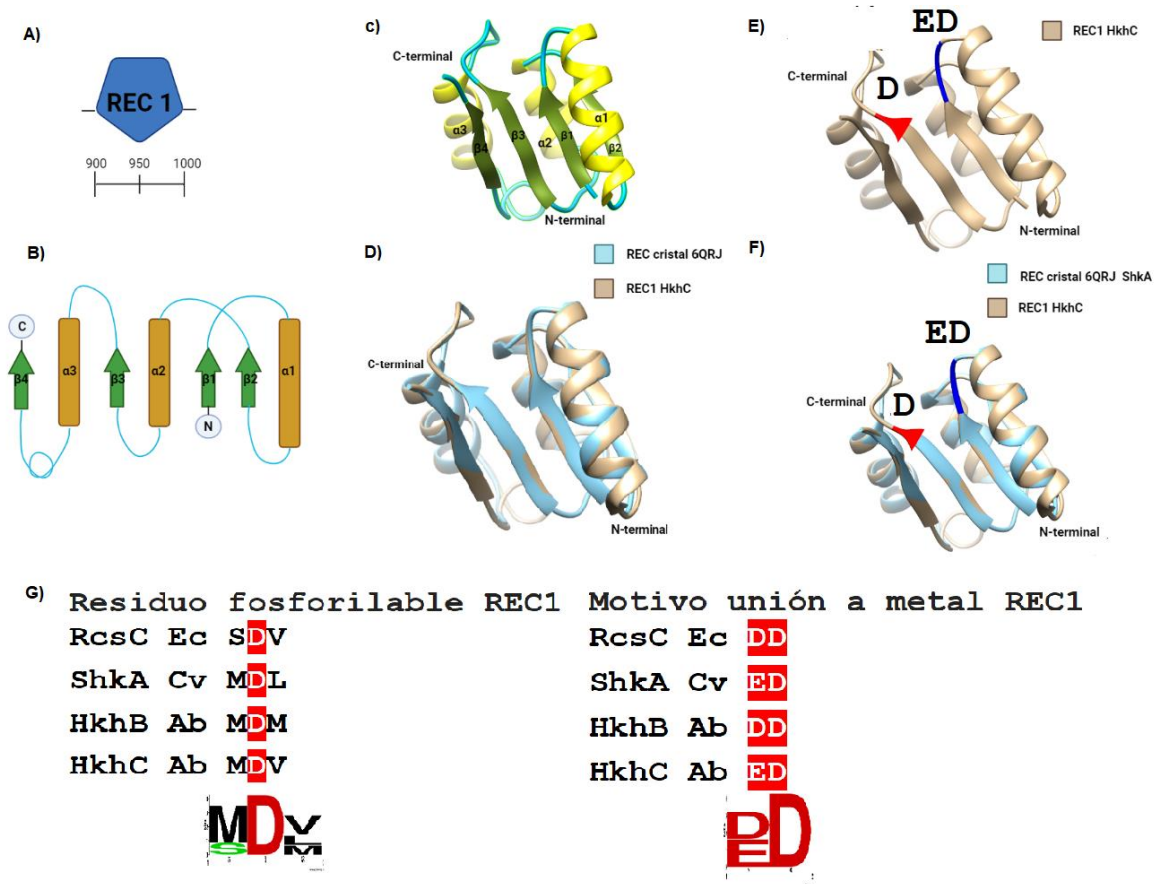 A)
REC 1
900 950 1000
B)
C
β4
α3
β3
α2
β1
β2
α1
N
c)
C-terminal
α3
β4
β3
α2
β1
α1
β2
N-terminal
D)
REC cristal 6QRJ
REC1 HkhC
C-terminal
N-terminal
E)
ED
REC1 HkhC
C-terminal
D
N-terminal
F)
REC cristal 6QRJ ShkA
REC1 HkhC
ED
C-terminal
D
N-terminal
G)
Residuo fosforilable REC1
RcsC Ec SDV
ShkA Cv MDL
HkhB Ab MDM
HkhC Ab MDV
MDV
S L
M
Motivo unión a metal REC1
RcsC Ec DD
ShkA Cv ED
HkhB Ab DD
HkhC Ab ED
DD
E